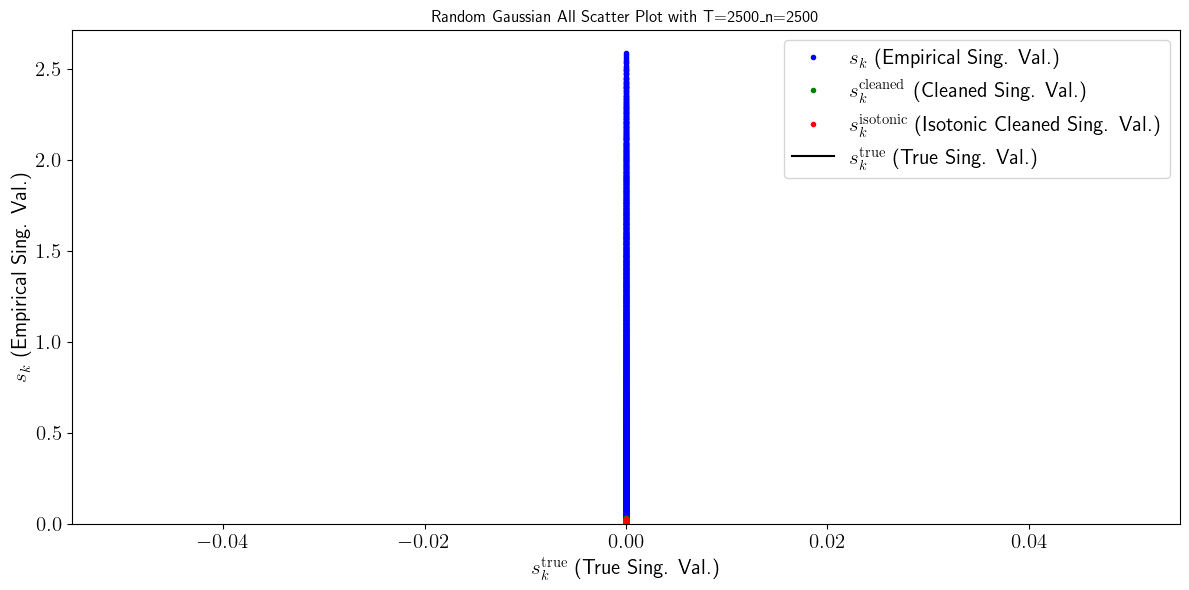 Random Gaussian All Scatter Plot with T=2500_n=2500
s_k (Empirical Sing. Val.)
s_k^cleaned (Cleaned Sing. Val.)
s_k^isotonic (Isotonic Cleaned Sing. Val.)
s_k^true (True Sing. Val.)
s_k (Empirical Sing. Val.)
2.5
2.0
1.5
1.0
0.5
0.0
−0.04 −0.02 0.00 0.02 0.04
s_k^true (True Sing. Val.)